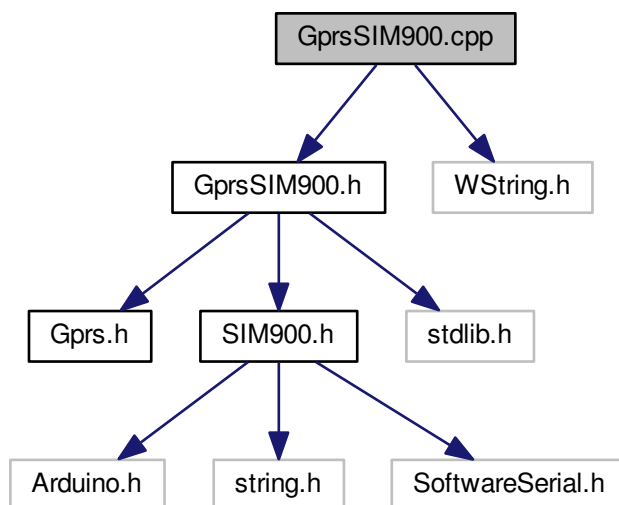 GprsSIM900.cpp
GprsSIM900.h
WString.h
Gprs.h
SIM900.h
stdlib.h
Arduino.h
string.h
SoftwareSerial.h